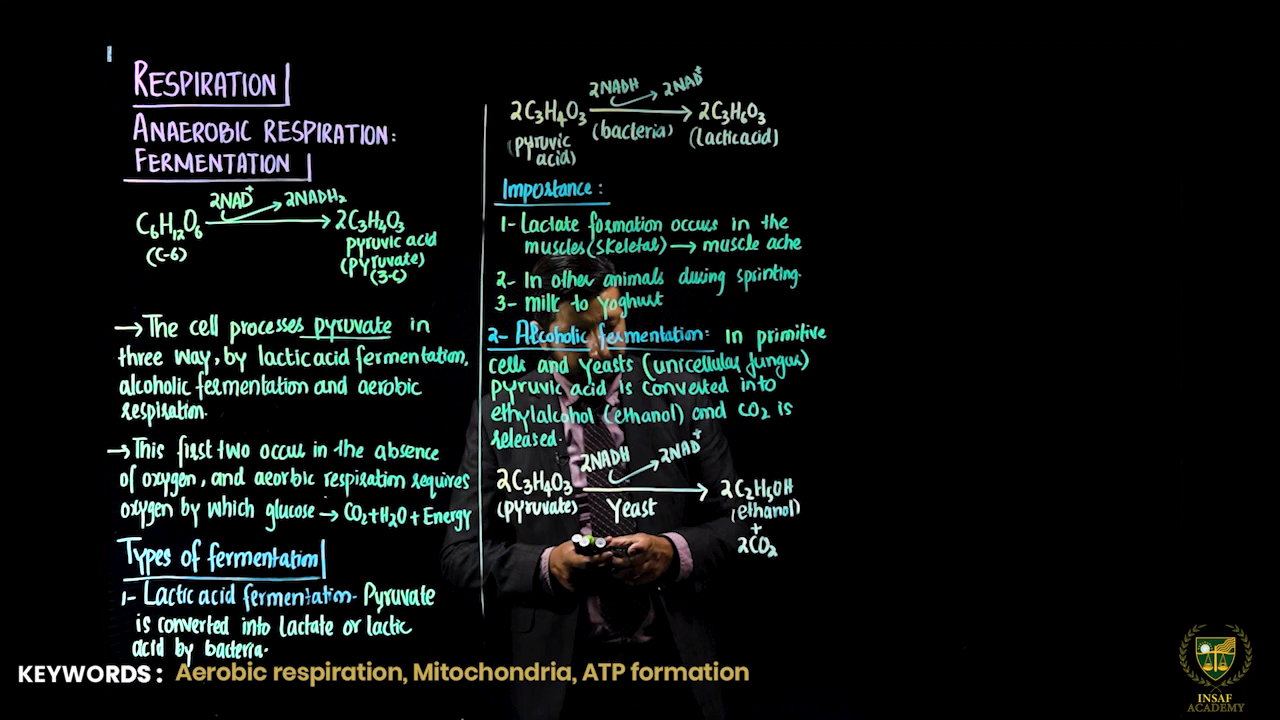 RESPIRATION
ANAEROBIC RESPIRATION:
FERMENTATION
2NAD⁺ → 2NADH₂
C₆H₁₂O₆ → 2C₃H₄O₃
(C-6)
pyruvic acid
(pyruvate)
(3-C)
→ The cell processes pyruvate in
three way, by lactic acid fermentation,
alcoholic fermentation and aerobic
respiration.
→ This first two occur in the absence
of oxygen, and aeorbic respiration requires
oxygen by which glucose → CO₂+H₂O + Energy
Types of fermentation
1- Lactic acid fermentation- Pyruvate
is converted into Lactate or lactic
acid by bacteria.
2NADH → 2NAD⁺
2C₃H₄O₃ → 2C₃H₆O₃
(pyruvic acid) (bacteria) (lactic acid)
Importance:
1- Lactate formation occurs in the
muscles (skeletal) → muscle ache
2- In other animals during sprinting.
3- milk to yoghurt
2- Alcoholic fermentation: In primitive
cells and yeasts (unicellular fungus)
pyruvic acid is converted into
ethylalcohol (ethanol) and CO₂ is
released.
2NADH → 2NAD⁺
2C₃H₄O₃ → 2C₂H₅OH
(pyruvate) Yeast (ethanol)
+
2CO₂
KEYWORDS : Aerobic respiration, Mitochondria, ATP formation
INSAF
ACADEMY